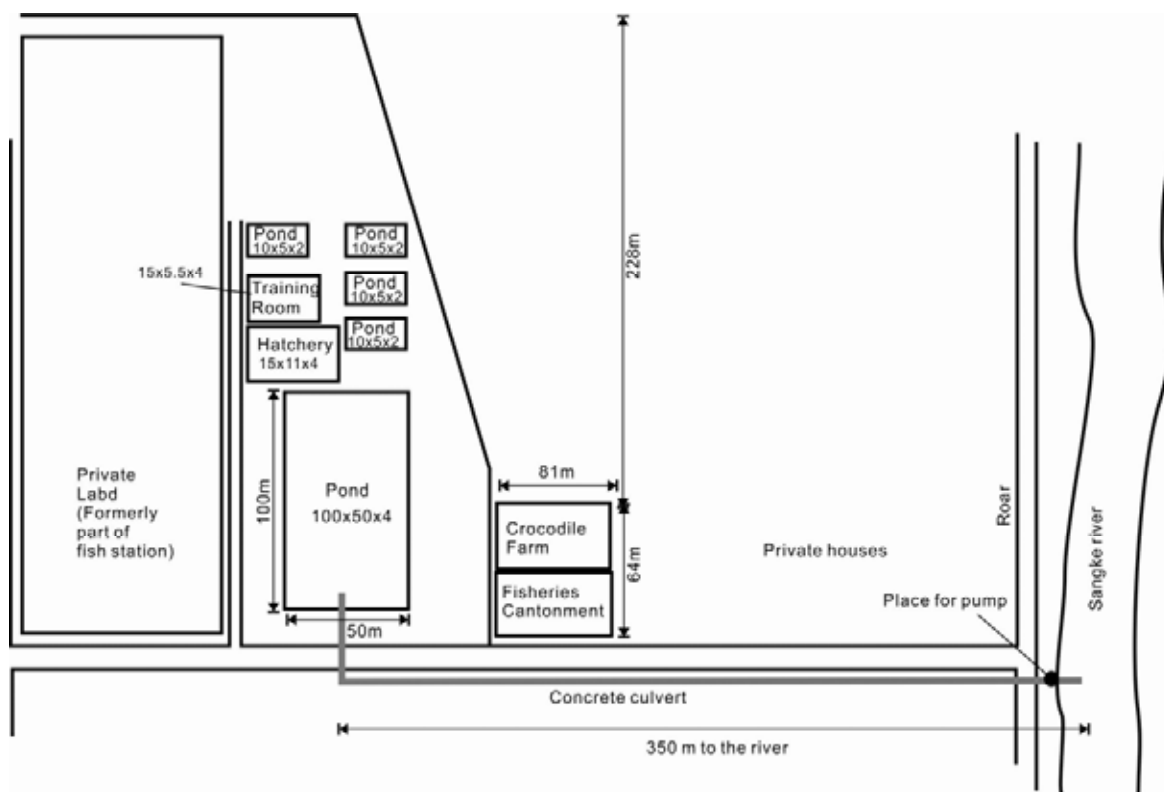 Pond
10x5x2
Pond
10x5x2
15x5.5x4
Training
Room
Pond
10x5x2
Hatchery
15x11x4
Pond
10x5x2
228m
100m
Pond
100x50x4
50m
Private
Labd
(Formerly
part of
fish station)
81m
Crocodile
Farm
64m
Fisheries
Cantonment
Private houses
Roar
Sangke river
Place for pump
Concrete culvert
350 m to the river